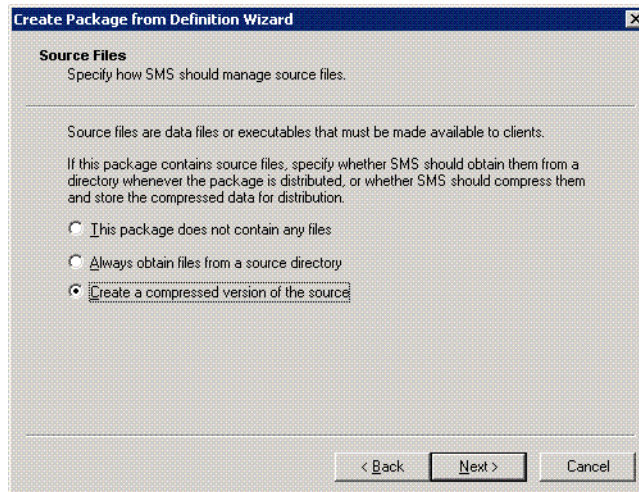 Create Package from Definition Wizard
Source Files
Specify how SMS should manage source files.
Source files are data files or executables that must be made available to clients.
If this package contains source files, specify whether SMS should obtain them from a
directory whenever the package is distributed, or whether SMS should compress them
and store the compressed data for distribution.
This package does not contain any files
Always obtain files from a source directory
Create a compressed version of the source
< Back Next > Cancel